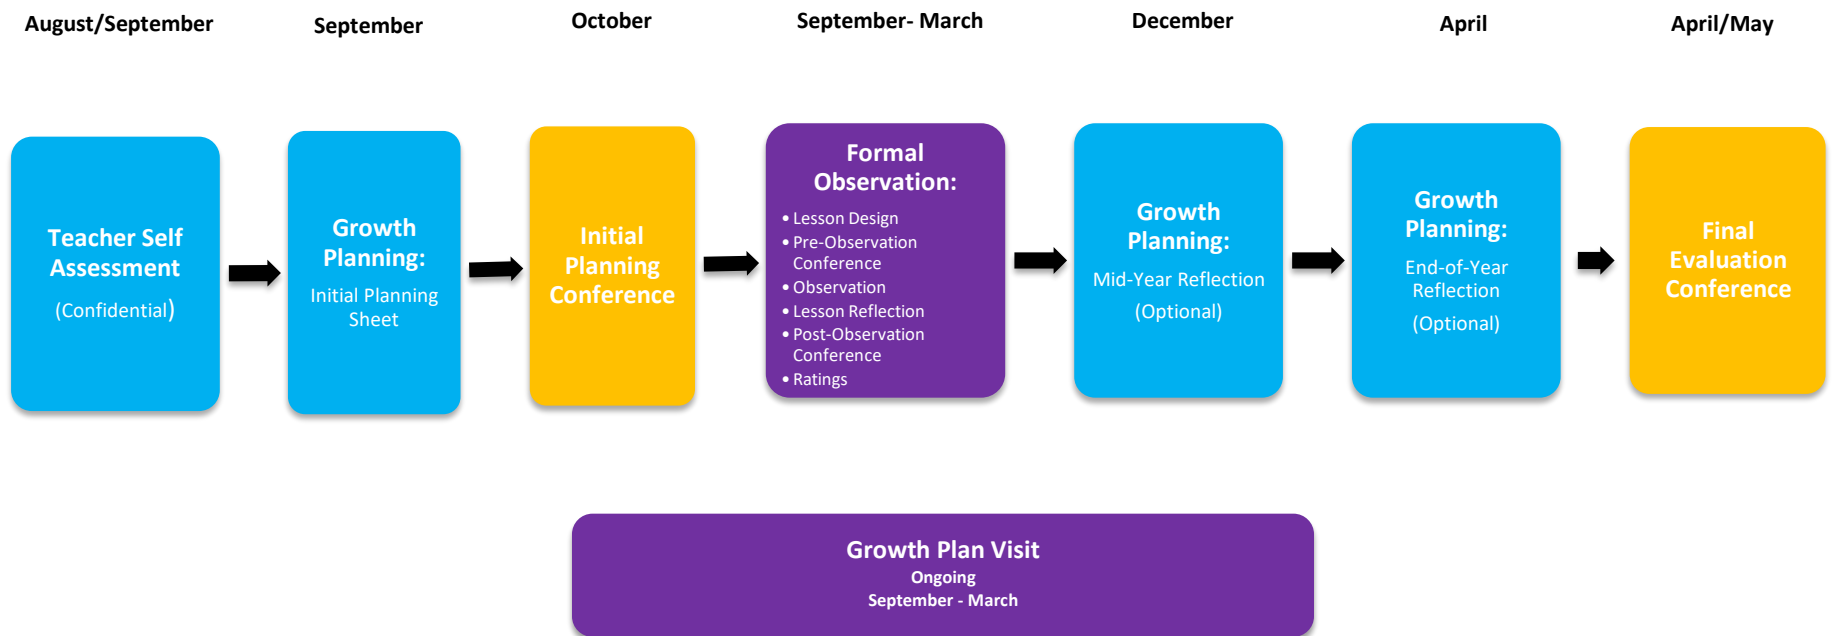 August/September
September
October
September- March
December
April
April/May
Teacher Self
Assessment
(Confidential)
Growth
Planning:
Initial Planning
Sheet
Initial
Planning
Conference
Formal
Observation:
• Lesson Design
• Pre-Observation
Conference
• Observation
• Lesson Reflection
• Post-Observation
Conference
• Ratings
Growth
Planning:
Mid-Year Reflection
(Optional)
Growth
Planning:
End-of-Year
Reflection
(Optional)
Final
Evaluation
Conference
Growth Plan Visit
Ongoing
September - March